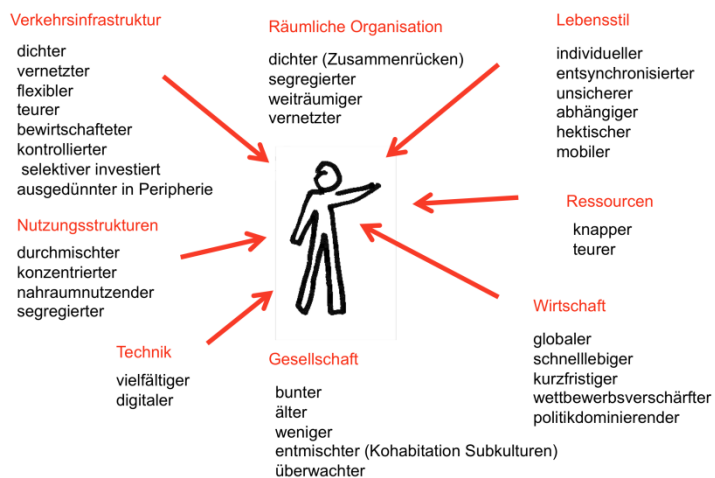 Verkehrsinfrastruktur
dichter
vernetzter
flexibler
teurer
bewirtschafteter
kontrollierter
selektiver investiert
ausgedünnter in Peripherie
Räumliche Organisation
dichter (Zusammenrücken)
segregierter
weiträumiger
vernetzter
Lebensstil
individueller
entsynchronisierter
unsicherer
abhängiger
hektischer
mobiler
Nutzungsstrukturen
durchmischter
konzentrierter
nahraumnutzender
segregierter
Ressourcen
knapper
teurer
Technik
vielfältiger
digitaler
Gesellschaft
bunter
älter
weniger
entmischter (Kohabitation Subkulturen)
überwachter
Wirtschaft
globaler
schnelllebiger
kurzfristiger
wettbewerbsverschärfter
politikdominierender